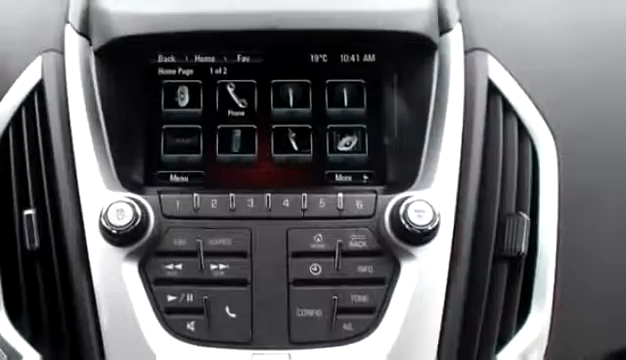 Back Home Fav 19°C 10:41 AM
Home Page 1 of 2
Phone
Menu More
1 2 3 4 5 6
BACK
INFO
CONFIG TONE